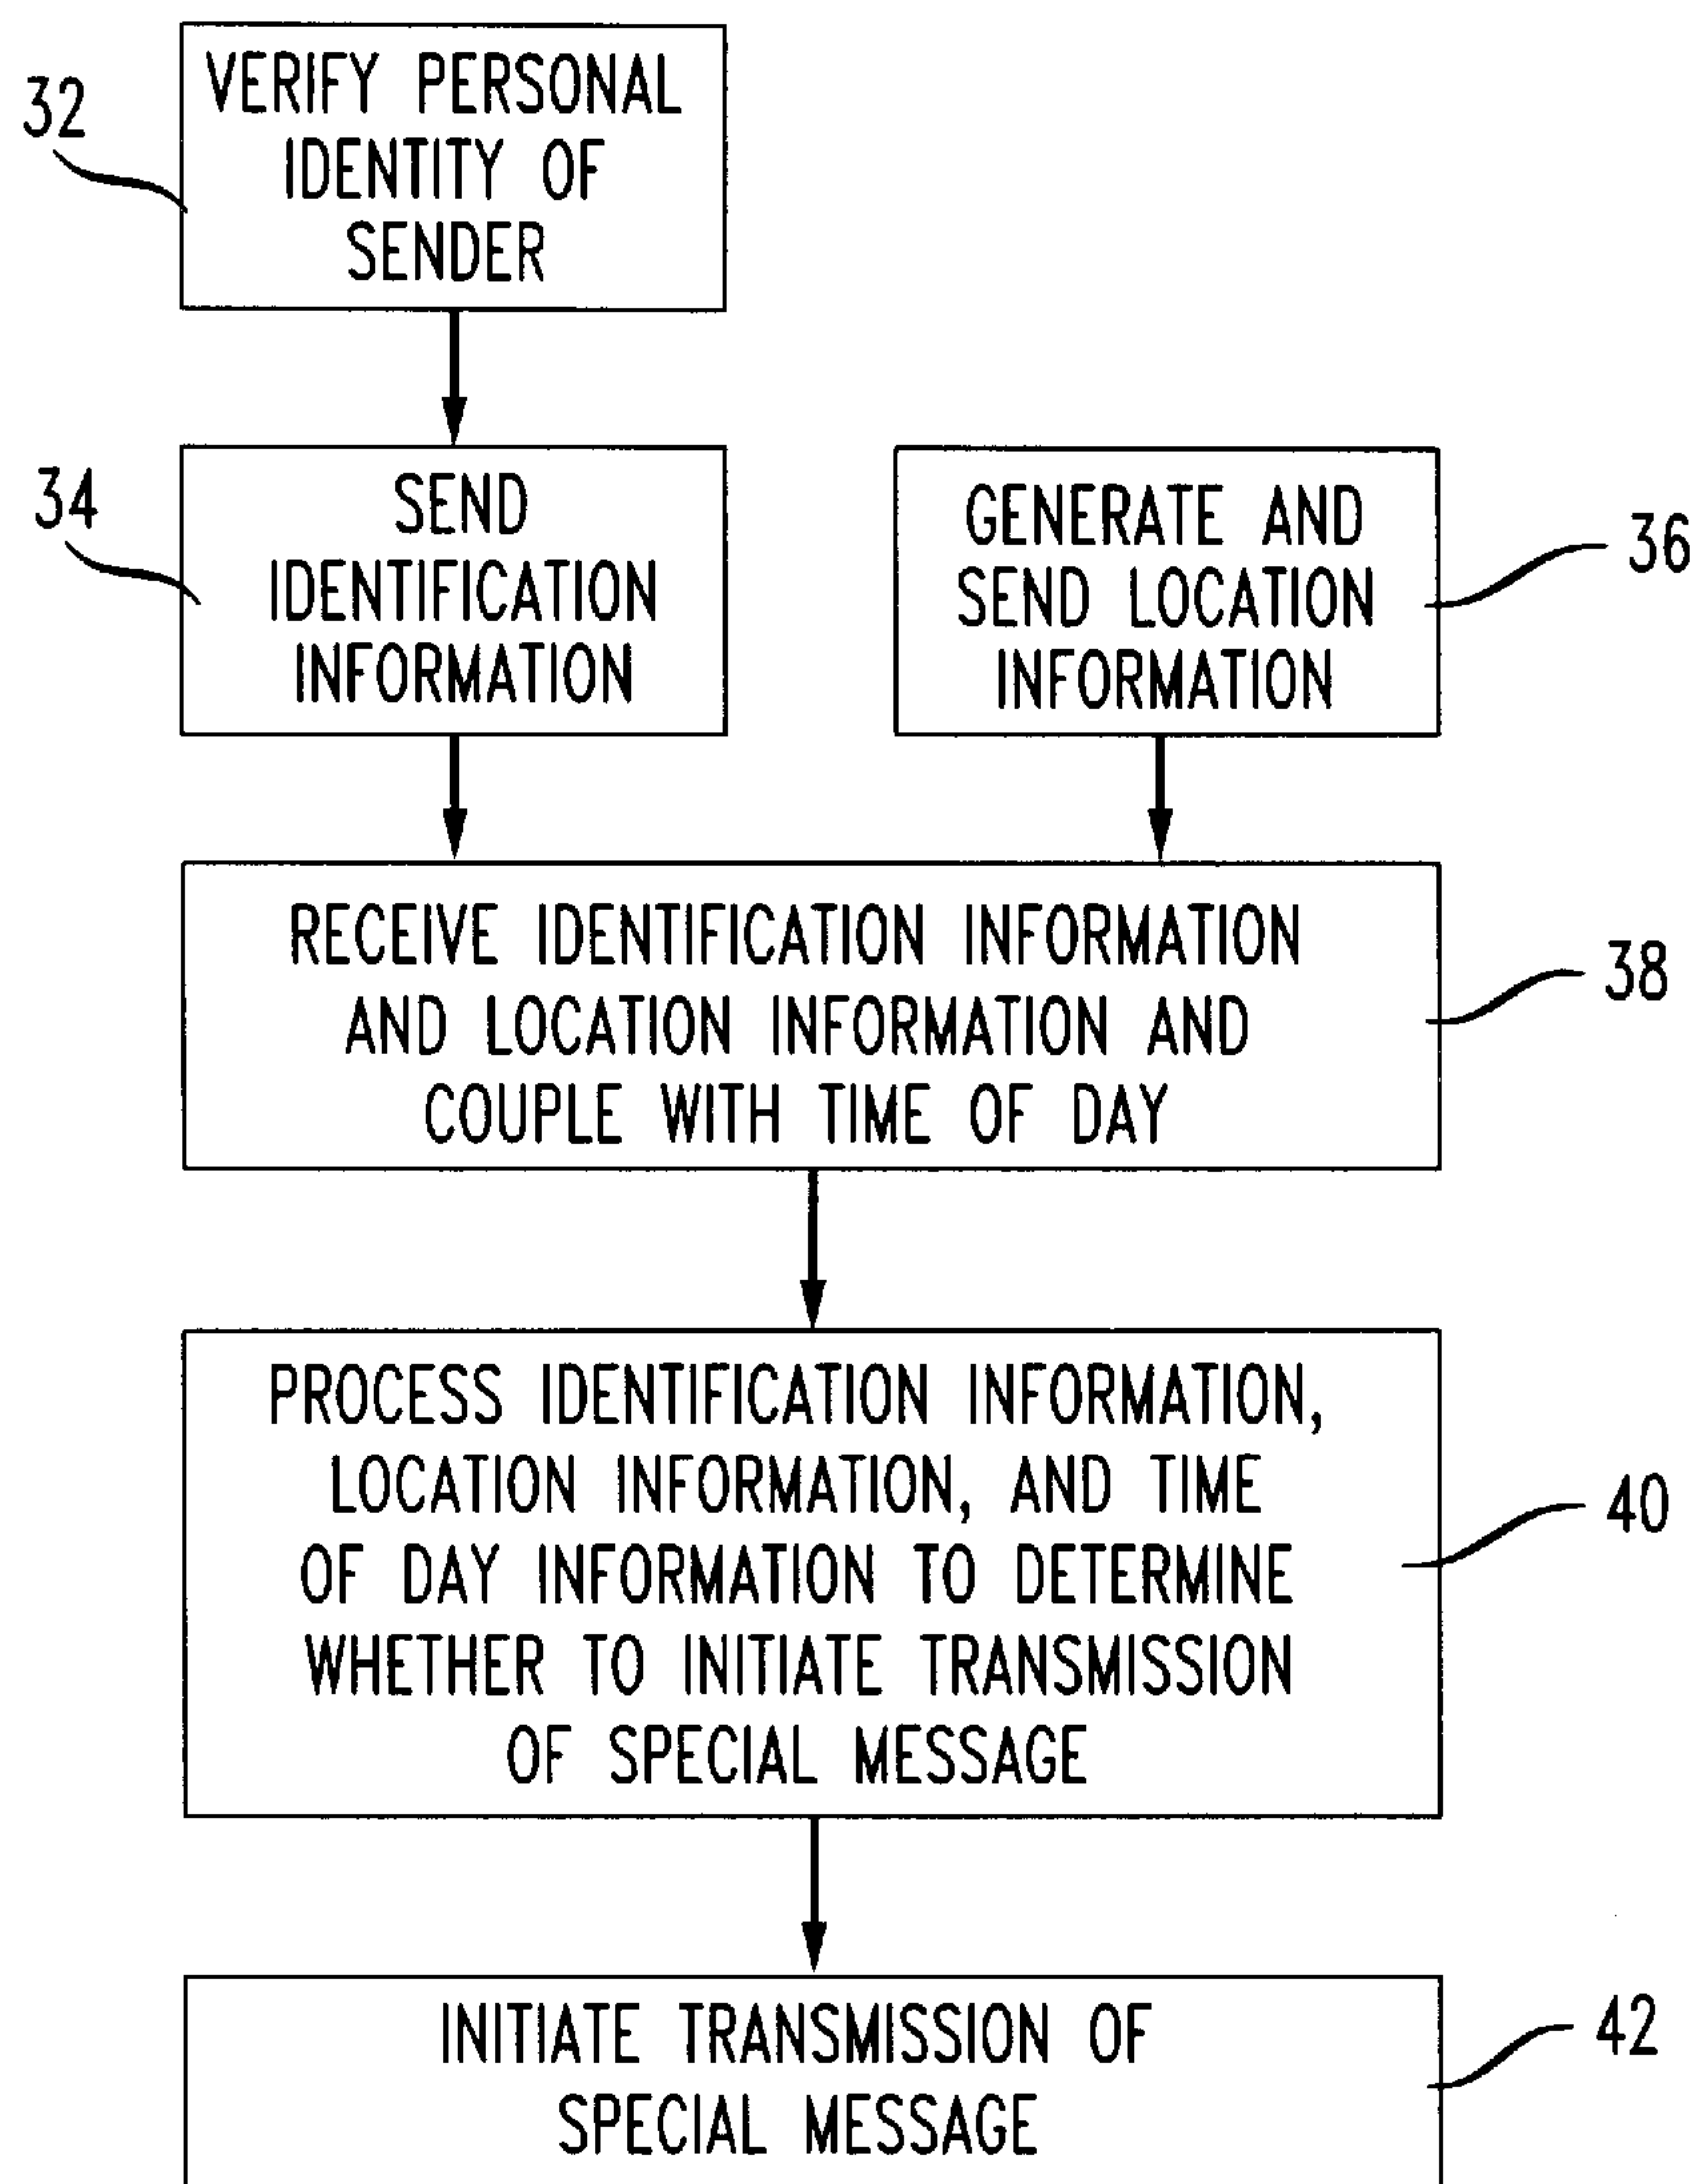 32
VERIFY PERSONAL
IDENTITY OF
SENDER
34
SEND
IDENTIFICATION
INFORMATION
GENERATE AND
SEND LOCATION
INFORMATION
36
RECEIVE IDENTIFICATION INFORMATION
AND LOCATION INFORMATION AND
COUPLE WITH TIME OF DAY
38
PROCESS IDENTIFICATION INFORMATION,
LOCATION INFORMATION, AND TIME
OF DAY INFORMATION TO DETERMINE
WHETHER TO INITIATE TRANSMISSION
OF SPECIAL MESSAGE
40
INITIATE TRANSMISSION OF
SPECIAL MESSAGE
42